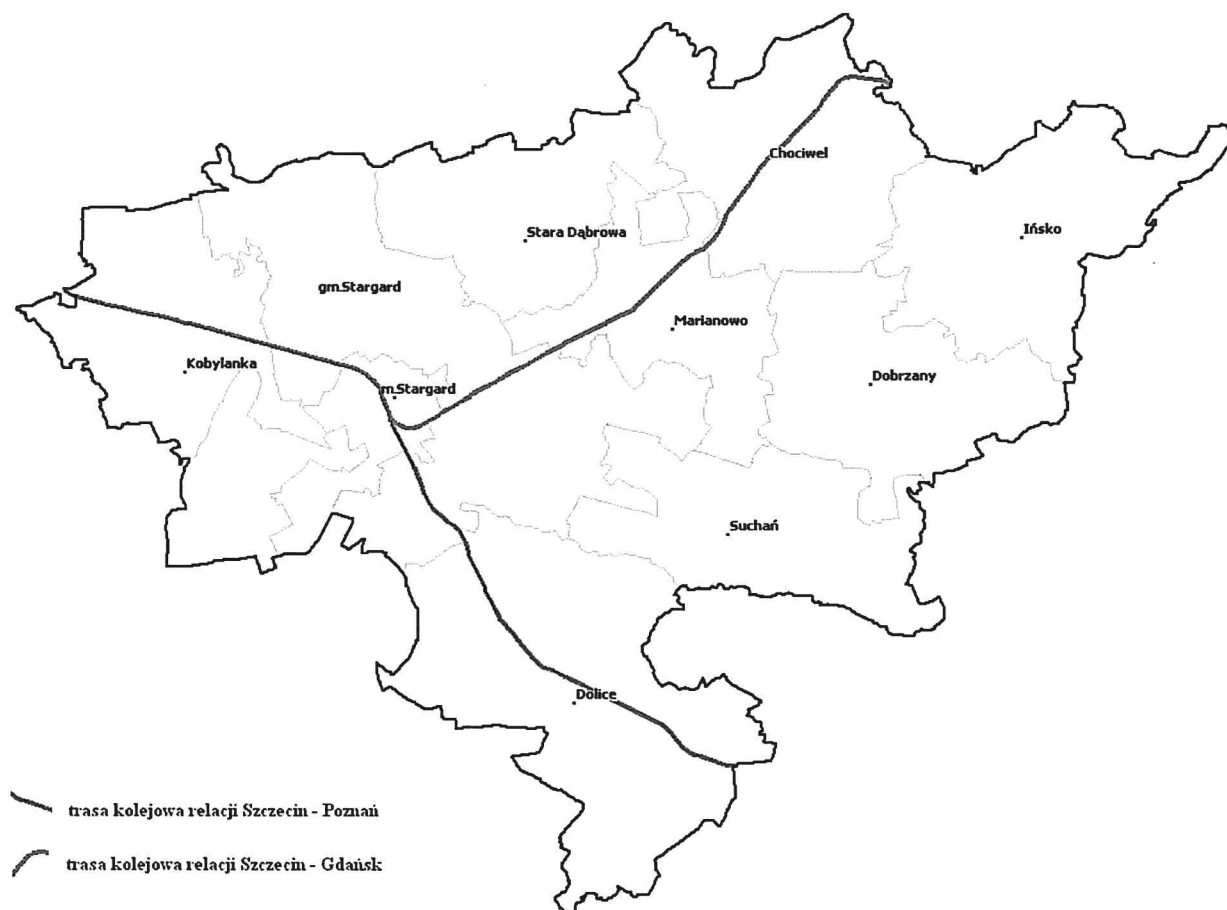 Chociwel
Stara Dąbrowa
Ińsko
gm.Stargard
Marianowo
Kobylanka
Dobrzany
m.Stargard
Suchań
Dolice
trasa kolejowa relacji Szczecin - Poznań
trasa kolejowa relacji Szczecin - Gdańsk